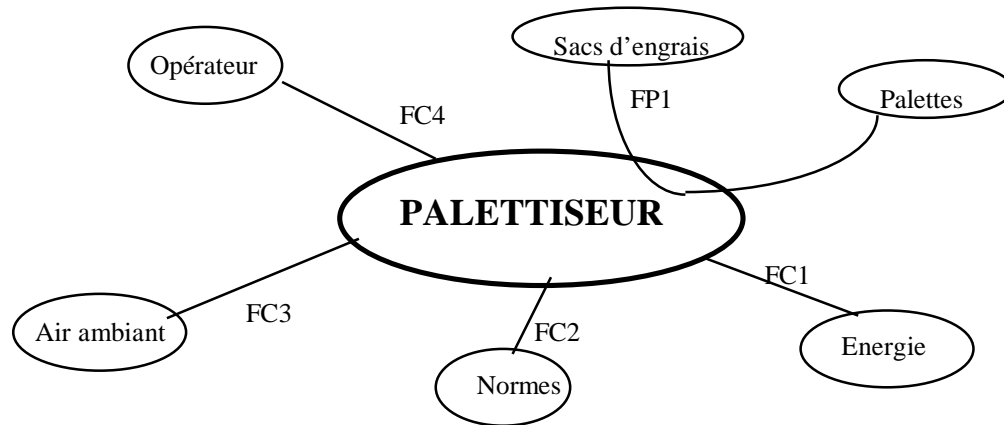 Sacs d’engrais
Opérateur
Palettes
FP1
FC4
PALETTISEUR
FC1
FC3
FC2
Air ambiant
Energie
Normes